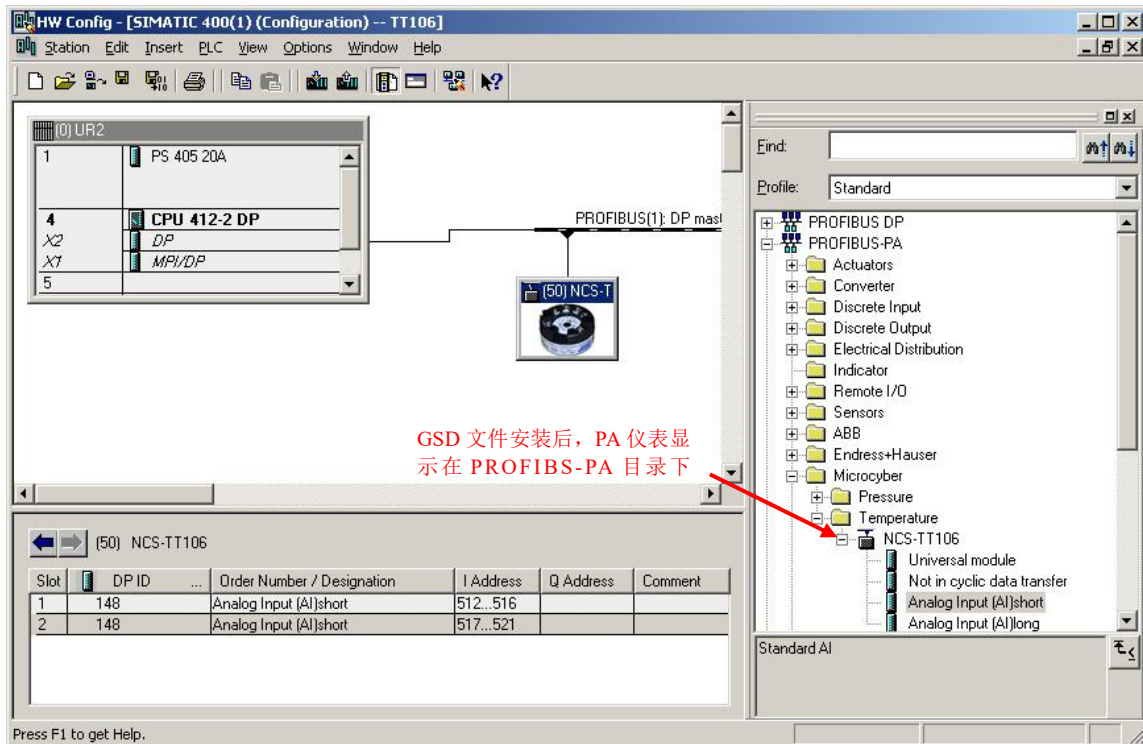 HW Config - [SIMATIC 400(1) (Configuration) -- TT106]
Station Edit Insert PLC View Options Window Help
(0) UR2
1 PS 405 20A
4 CPU 412-2 DP
X2 DP
X1 MPI/DP
5
PROFIBUS(1): DP mast
(50) NCS-T
GSD 文件安装后，PA 仪表显
示在 PROFIBS-PA 目录下
Find:
Profile: Standard
PROFIBUS DP
PROFIBUS-PA
Actuators
Converter
Discrete Input
Discrete Output
Electrical Distribution
Indicator
Remote I/O
Sensors
ABB
Endress+Hauser
Microcyber
Pressure
Temperature
NCS-TT106
Universal module
Not in cyclic data transfer
Analog Input (AI)short
Analog Input (AI)long
Standard AI
(50) NCS-TT106
Slot DP ID ... Order Number / Designation I Address Q Address Comment
1 148 Analog Input (AI)short 512...516
2 148 Analog Input (AI)short 517...521
Press F1 to get Help.